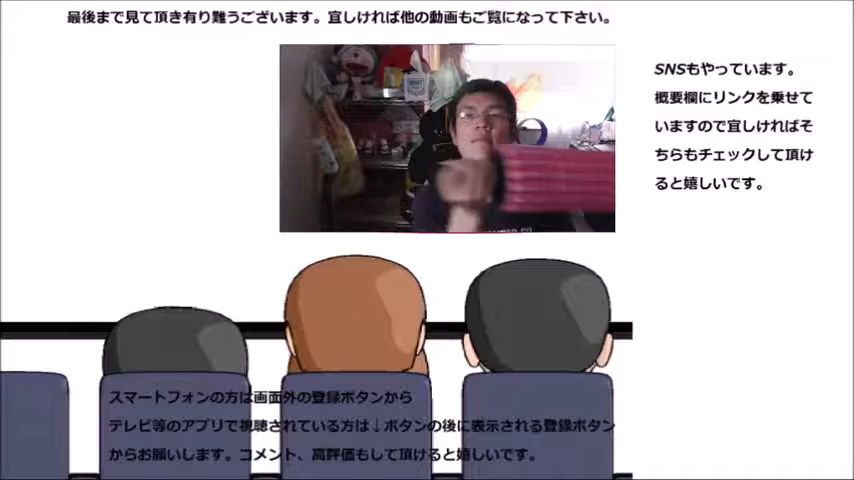 最後まで見て頂き有り難うございます。宜しければ他の動画もご覧になって下さい。
SNSもやっています。
概要欄にリンクを乗せて
いますので宜しければそ
ちらもチェックして頂け
ると嬉しいです。
スマートフォンの方は画面外の登録ボタンから
テレビ等のアプリで視聴されている方は↓ボタンの後に表示される登録ボタン
からお願いします。コメント、高評価もして頂けると嬉しいです。